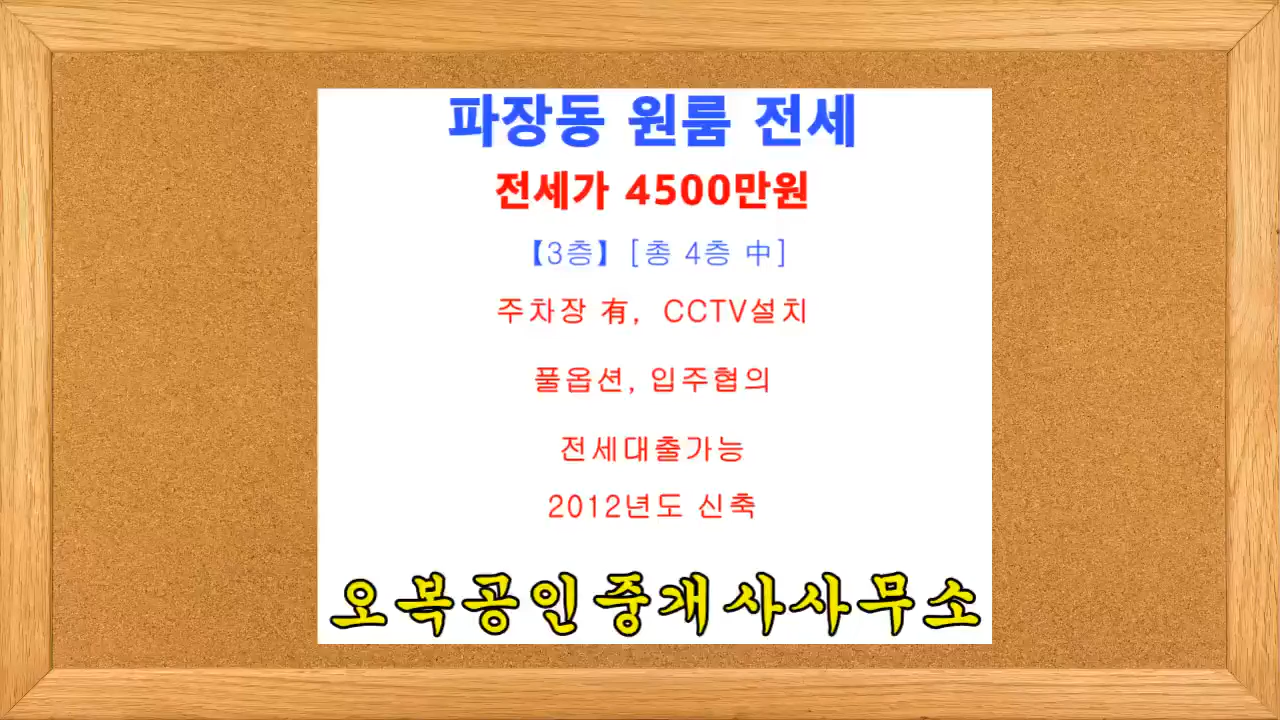 파장동 원룸 전세
전세가 4500만원
【3층】[총 4층 中]
주차장 有, CCTV설치
풀옵션, 입주협의
전세대출가능
2012년도 신축
오복공인중개사사무소